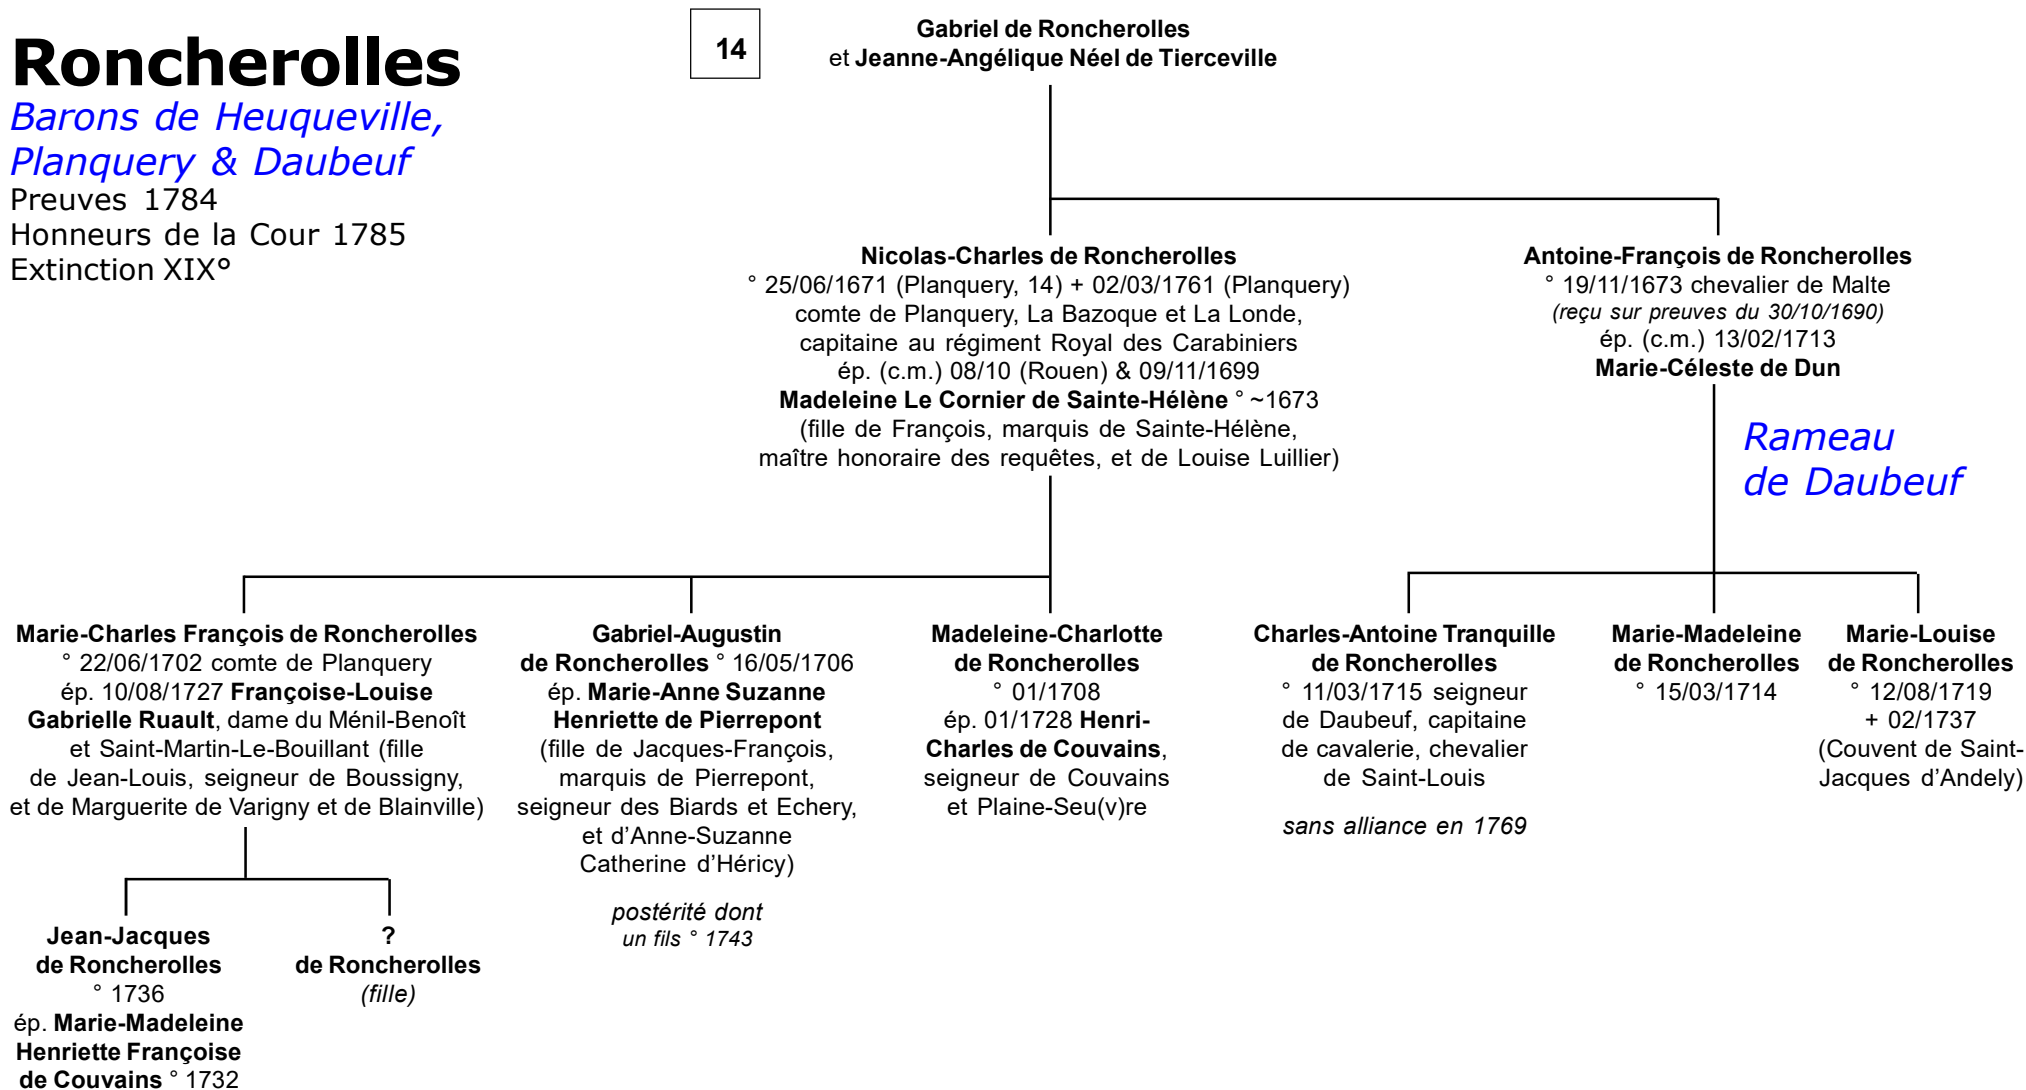 Roncherolles
Barons de Heuqueville,
Planquery & Daubeuf
Preuves 1784
Honneurs de la Cour 1785
Extinction XIX°
14
Gabriel de Roncherolles
et Jeanne-Angélique Néel de Tierceville
Nicolas-Charles de Roncherolles
° 25/06/1671 (Planquery, 14) + 02/03/1761 (Planquery)
comte de Planquery, La Bazoque et La Londe,
capitaine au régiment Royal des Carabiniers
ép. (c.m.) 08/10 (Rouen) & 09/11/1699
Madeleine Le Cornier de Sainte-Hélène ° ~1673
(fille de François, marquis de Sainte-Hélène,
maître honoraire des requêtes, et de Louise Luillier)
Antoine-François de Roncherolles
° 19/11/1673 chevalier de Malte
(reçu sur preuves du 30/10/1690)
ép. (c.m.) 13/02/1713
Marie-Céleste de Dun
Rameau
de Daubeuf
Marie-Charles François de Roncherolles
° 22/06/1702 comte de Planquery
ép. 10/08/1727 Françoise-Louise
Gabrielle Ruault, dame du Ménil-Benoît
et Saint-Martin-Le-Bouillant (fille
de Jean-Louis, seigneur de Boussigny,
et de Marguerite de Varigny et de Blainville)
Gabriel-Augustin
de Roncherolles ° 16/05/1706
ép. Marie-Anne Suzanne
Henriette de Pierrepont
(fille de Jacques-François,
marquis de Pierrepont,
seigneur des Biards et Echery,
et d’Anne-Suzanne
Catherine d’Héricy)
postérité dont
un fils ° 1743
Madeleine-Charlotte
de Roncherolles
° 01/1708
ép. 01/1728 Henri-
Charles de Couvains,
seigneur de Couvains
et Plaine-Seu(v)re
Charles-Antoine Tranquille
de Roncherolles
° 11/03/1715 seigneur
de Daubeuf, capitaine
de cavalerie, chevalier
de Saint-Louis
sans alliance en 1769
Marie-Madeleine
de Roncherolles
° 15/03/1714
Marie-Louise
de Roncherolles
° 12/08/1719
+ 02/1737
(Couvent de Saint-
Jacques d’Andely)
Jean-Jacques
de Roncherolles
° 1736
ép. Marie-Madeleine
Henriette Françoise
de Couvains ° 1732
?
de Roncherolles
(fille)